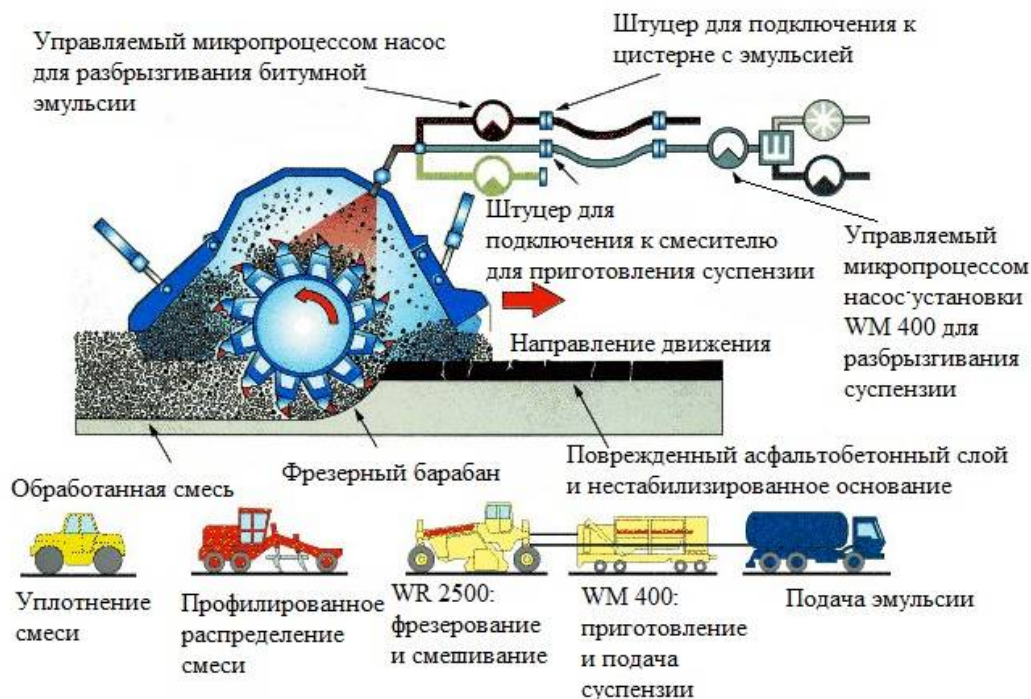 Управляемый микропроцессом насос
для разбрызгивания битумной
эмульсии
Штуцер для подключения к
цистерне с эмульсией
Штуцер для
подключения к смесителю
для приготовления суспензии
Управляемый
микропроцессом
насос установки
WM 400 для
разбрызгивания
суспензии
Направление движения
Обработанная смесь
Фрезерный барабан
Поврежденный асфальтобетонный слой
и нестабилизированное основание
Уплотнение
смеси
Профилированное
распределение
смеси
WR 2500:
фрезерование
и смешивание
WM 400:
приготовление
и подача
суспензии
Подача эмульсии